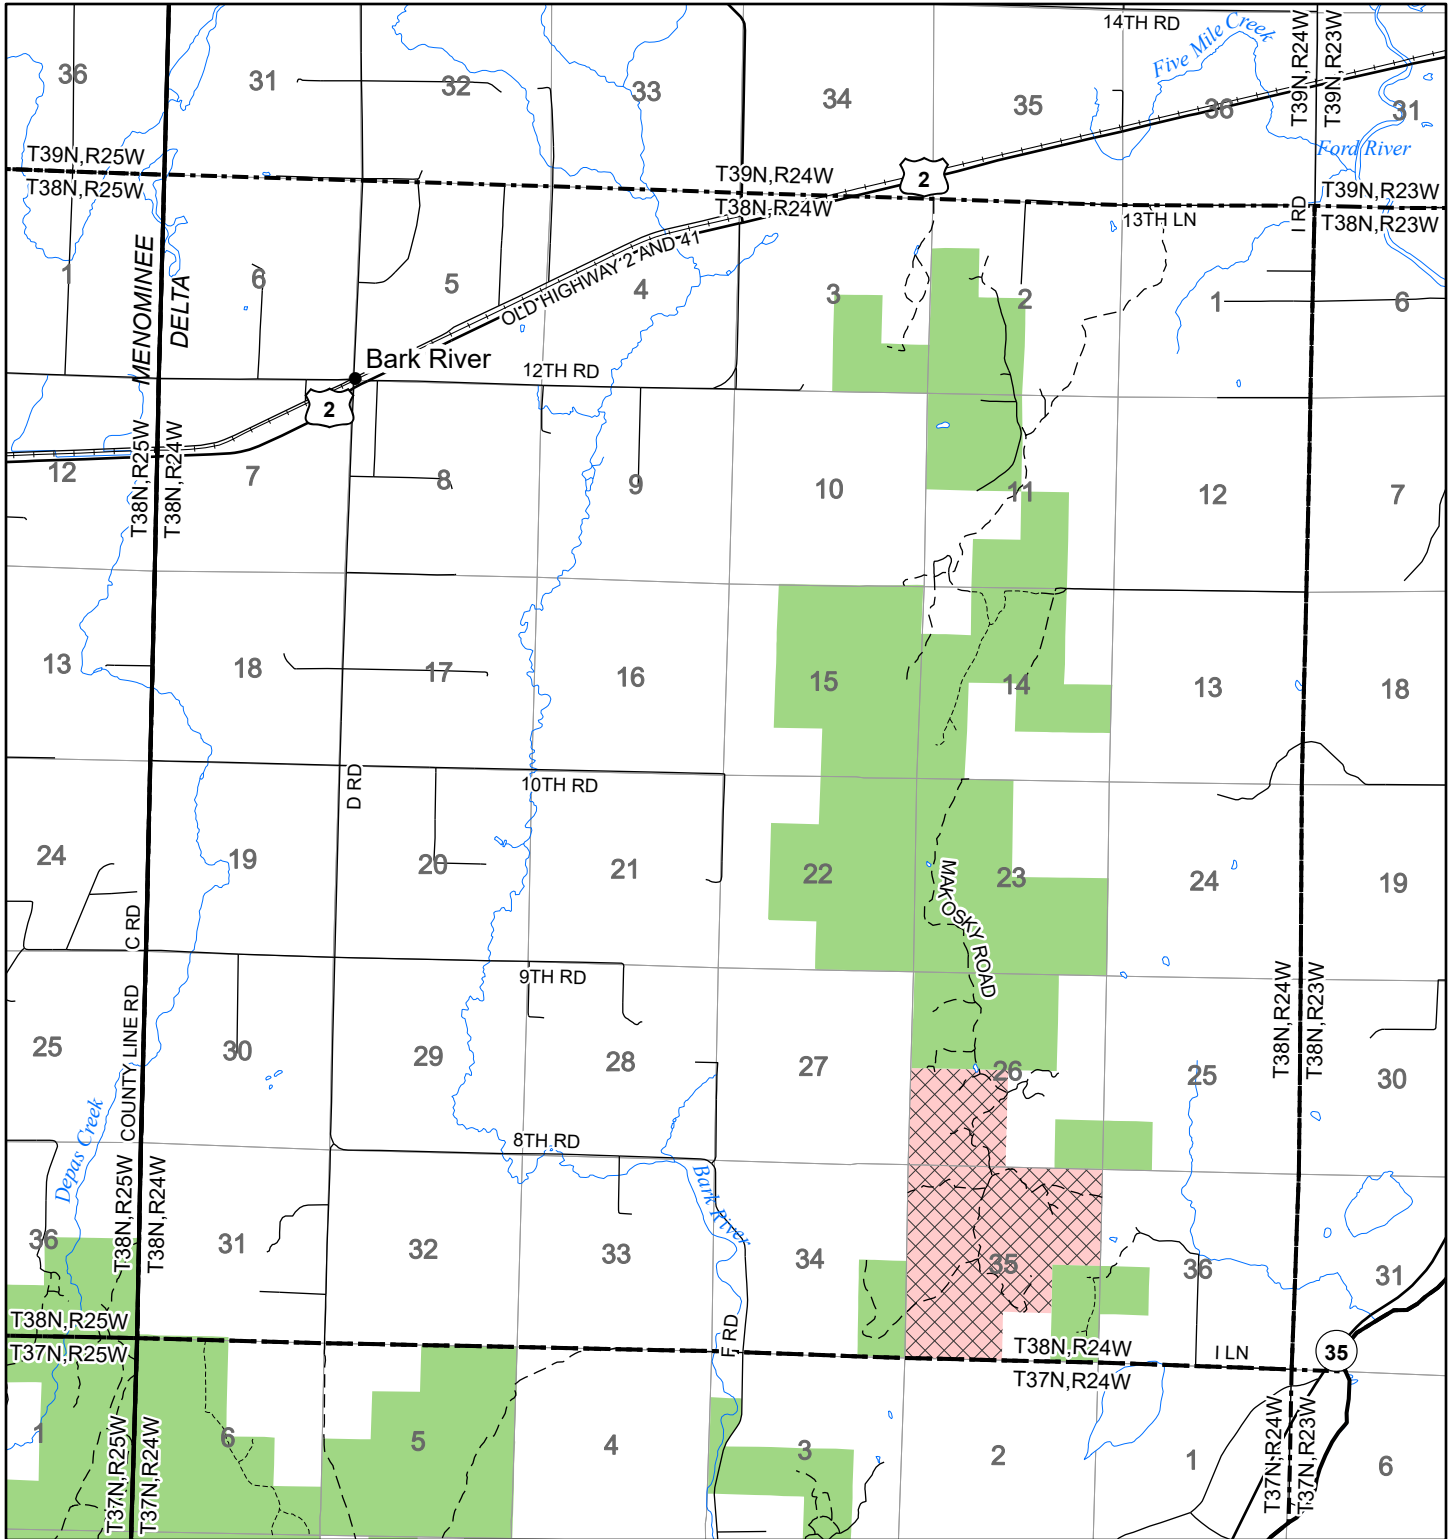 14TH RD
Five Mile Creek
T39N,R24W
T39N,R23W
36
31
32
33
34
35
36
31
Ford River
T39N,R25W
T38N,R25W
T39N,R24W
T38N,R24W
2
T39N,R23W
T38N,R23W
13TH LN
I RD
MENOMINEE
DELTA
1
6
5
4
3
2
1
6
OLD HIGHWAY 2 AND 41
Bark River
12TH RD
2
T38N,R25W
T38N,R24W
12
7
8
9
10
11
12
7
13
18
17
16
15
14
13
18
D RD
10TH RD
24
19
20
21
22
23
24
19
MAKOSKY ROAD
C RD
9TH RD
COUNTY LINE RD
T38N,R24W
T38N,R23W
25
30
29
28
27
26
25
30
Depas Creek
8TH RD
Bark River
T38N,R25W
T38N,R24W
36
31
32
33
34
35
36
31
T38N,R25W
T37N,R25W
F RD
T38N,R24W
T37N,R24W
I LN
35
1
6
5
4
3
2
1
6
T37N,R25W
T37N,R24W
T37N,R24W
T37N,R23W